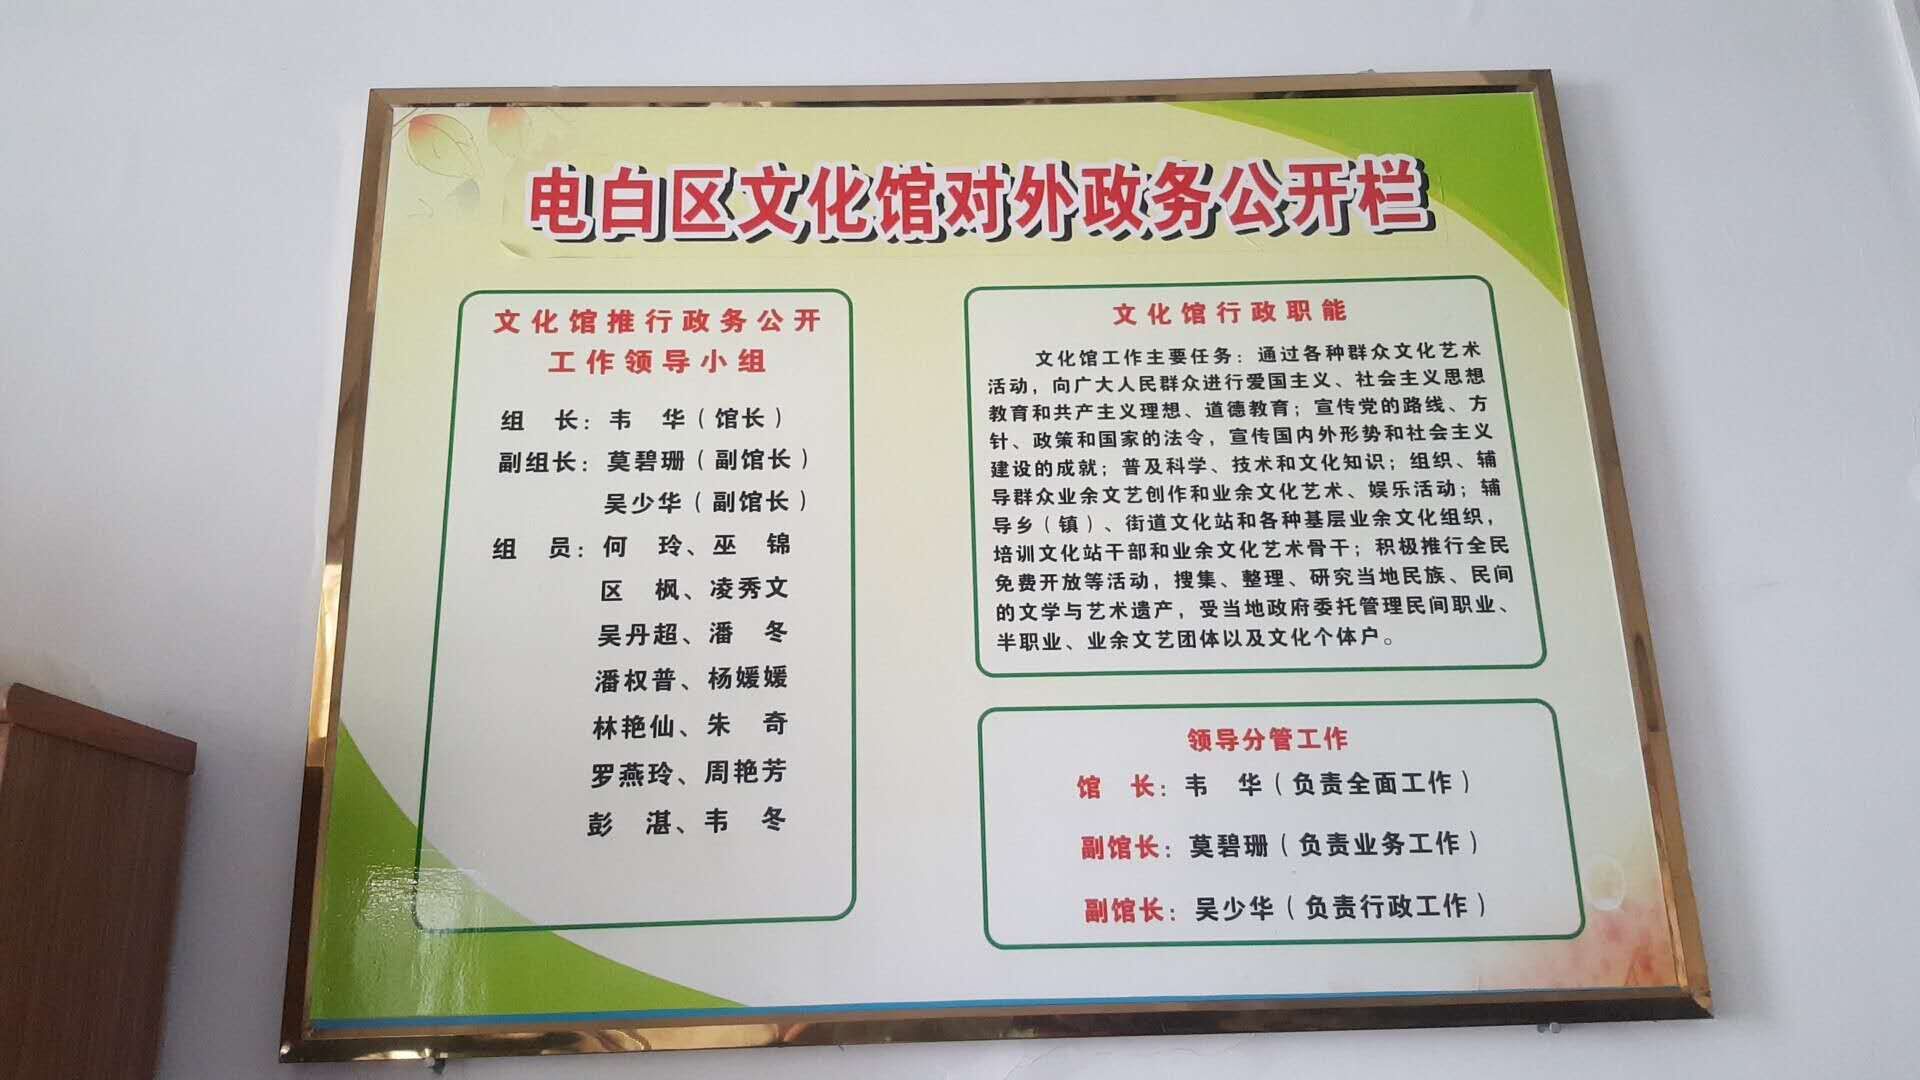 电白区文化馆对外政务公开栏
文化馆推行政务公开
工作领导小组
组　长：韦　华（馆长）
副组长：莫碧珊（副馆长）
吴少华（副馆长）
组　员：何　玲、巫　锦
区　枫、凌秀文
吴丹超、潘　冬
潘权普、杨媛媛
林艳仙、朱　奇
罗燕玲、周艳芳
彭　湛、韦　冬
文化馆行政职能
文化馆工作主要任务：通过各种群众文化艺术
活动，向广大人民群众进行爱国主义、社会主义思想
教育和共产主义理想、道德教育；宣传党的路线、方
针、政策和国家的法令，宣传国内外形势和社会主义
建设的成就；普及科学、技术和文化知识；组织、辅
导群众业余文艺创作和业余文化艺术、娱乐活动；辅
导乡（镇）、街道文化站和各种基层业余文化组织，
培训文化站干部和业余文化艺术骨干；积极推行全民
免费开放等活动，搜集、整理、研究当地民族、民间
的文学与艺术遗产，受当地政府委托管理民间职业、
半职业、业余文艺团体以及文化个体户。
领导分管工作
馆　长：韦　华（负责全面工作）
副馆长：莫碧珊（负责业务工作）
副馆长：吴少华（负责行政工作）